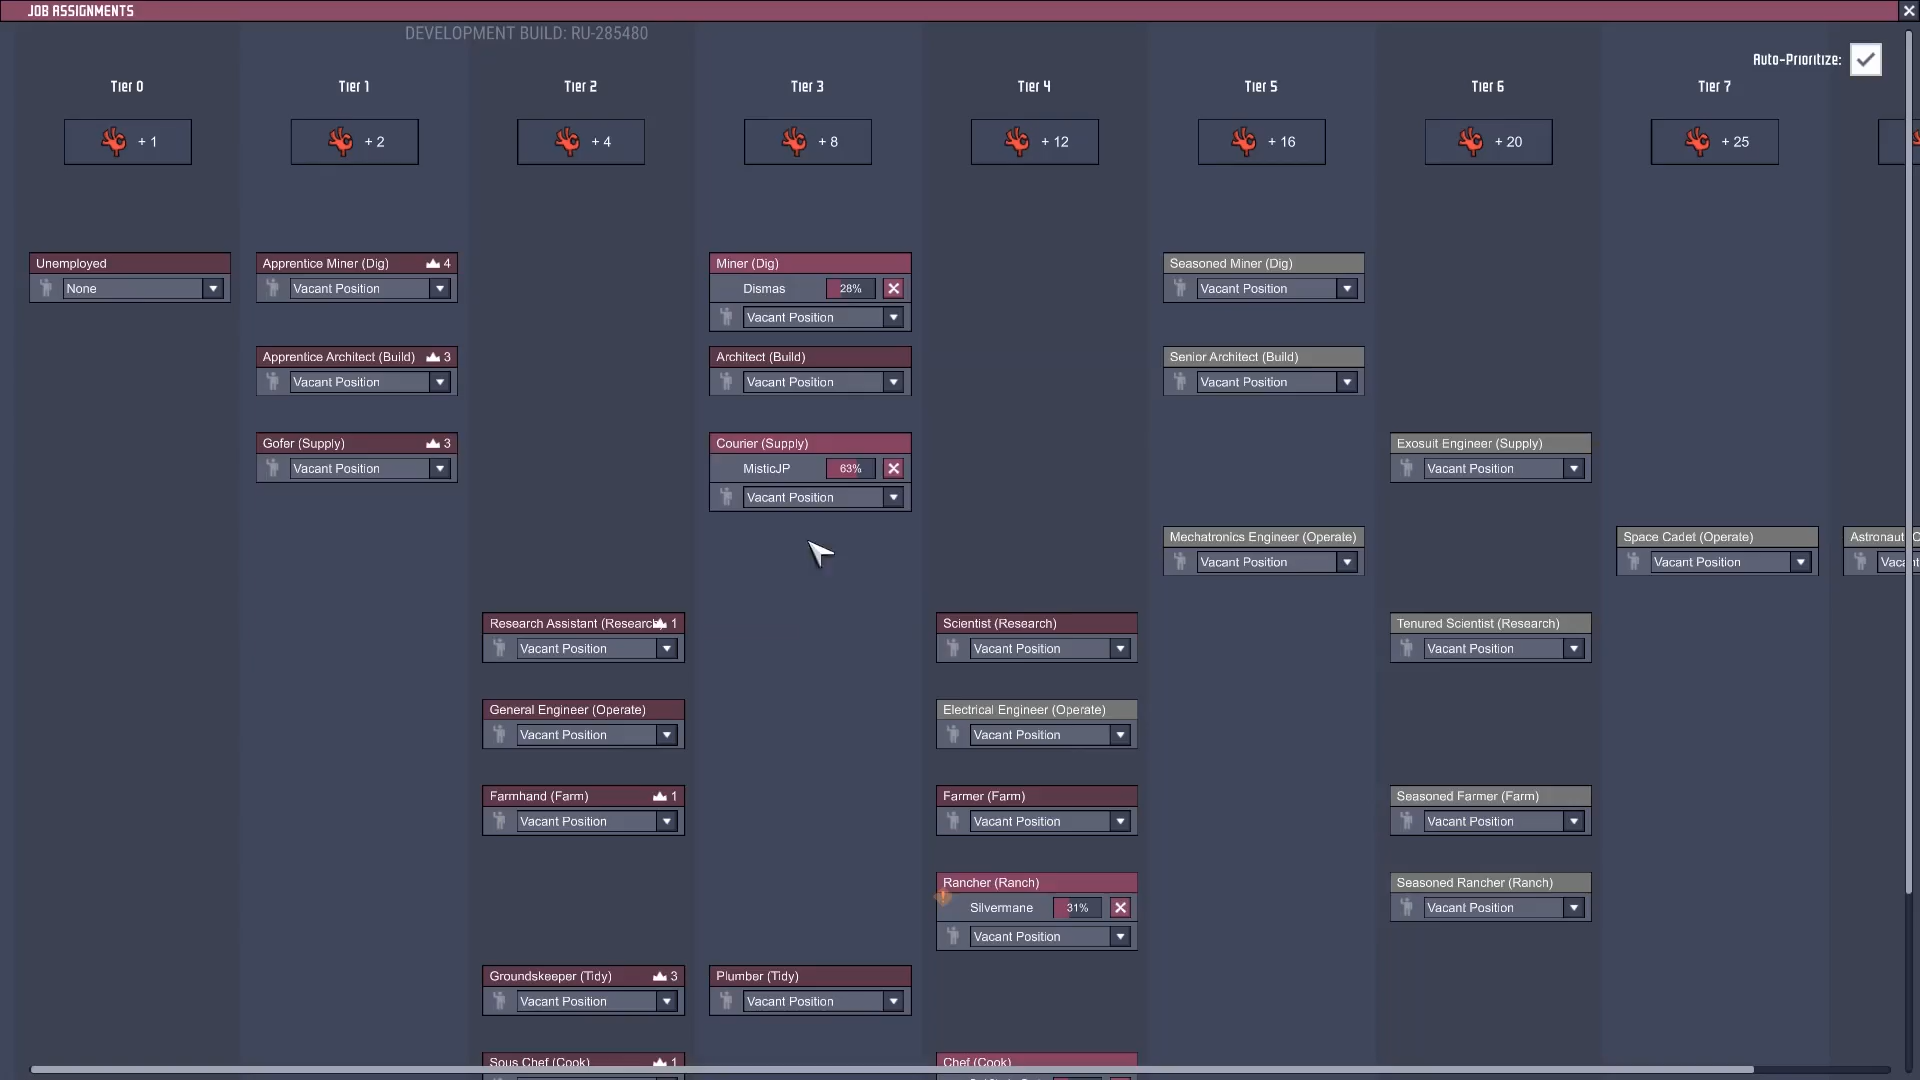 JOB ASSIGNMENTS
DEVELOPMENT BUILD: RU-285480
Auto-Prioritize:
Tier 0
Tier 1
Tier 2
Tier 3
Tier 4
Tier 5
Tier 6
Tier 7
+ 1
+ 2
+ 4
+ 8
+ 12
+ 16
+ 20
+ 25
Unemployed
None
Apprentice Miner (Dig) 4
Vacant Position
Miner (Dig)
Dismas 28%
Vacant Position
Seasoned Miner (Dig)
Vacant Position
Apprentice Architect (Build) 3
Vacant Position
Architect (Build)
Vacant Position
Senior Architect (Build)
Vacant Position
Gofer (Supply) 3
Vacant Position
Courier (Supply)
MisticJP 63%
Vacant Position
Exosuit Engineer (Supply)
Vacant Position
Mechatronics Engineer (Operate)
Vacant Position
Space Cadet (Operate)
Vacant Position
Astronaut
Research Assistant (Research 1
Vacant Position
Scientist (Research)
Vacant Position
Tenured Scientist (Research)
Vacant Position
General Engineer (Operate)
Vacant Position
Electrical Engineer (Operate)
Vacant Position
Farmhand (Farm) 1
Vacant Position
Farmer (Farm)
Vacant Position
Seasoned Farmer (Farm)
Vacant Position
Rancher (Ranch)
Silvermane 31%
Vacant Position
Seasoned Rancher (Ranch)
Vacant Position
Groundskeeper (Tidy) 3
Vacant Position
Plumber (Tidy)
Vacant Position
Sous Chef (Cook) 1
Chef (Cook)